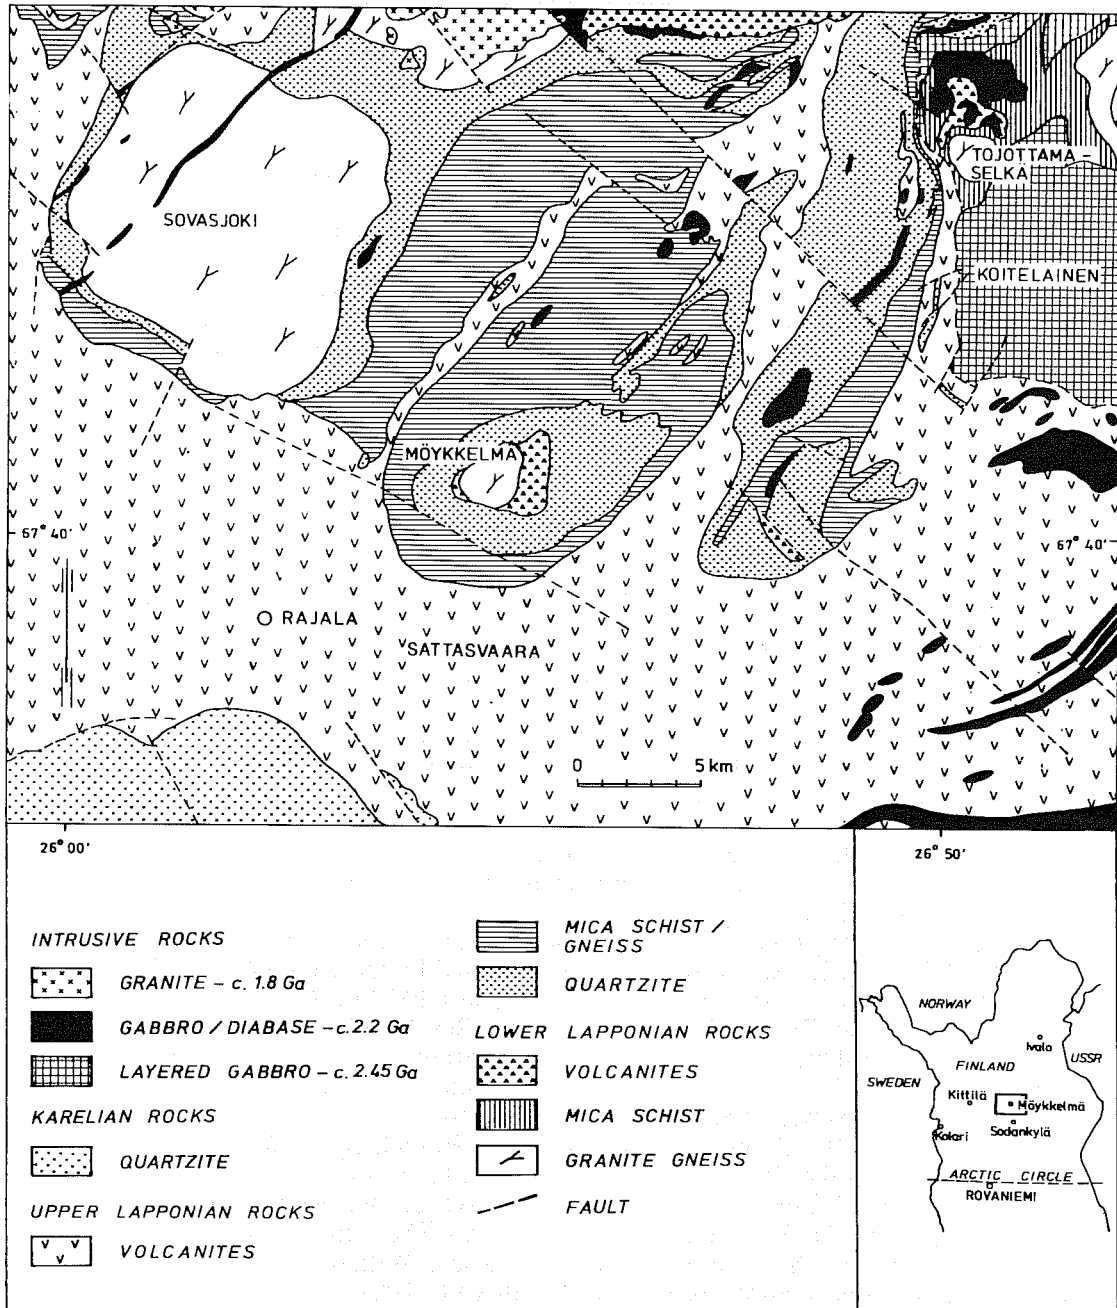 SOVASJOKI
TOJOTTAMA-
SELKÄ
KOITELAINEN
MÖYKKELMÄ
67° 40'
67° 40'
RAJALA
SATTASVAARA
0 5 km
26° 00'
26° 50'
INTRUSIVE ROCKS
GRANITE - c. 1.8 Ga
GABBRO / DIABASE - c. 2.2 Ga
LAYERED GABBRO - c. 2.45 Ga
KARELIAN ROCKS
QUARTZITE
UPPER LAPPONIAN ROCKS
VOLCANITES
MICA SCHIST /
GNEISS
QUARTZITE
LOWER LAPPONIAN ROCKS
VOLCANITES
MICA SCHIST
GRANITE GNEISS
FAULT
NORWAY
Ivalo
FINLAND
USSR
SWEDEN
Kittilä
Möykkelmä
Kolari
Sodankylä
ARCTIC CIRCLE
ROVANIEMI